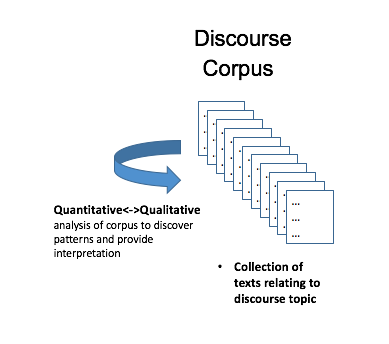 Discourse
Corpus
...
...
...
Quantitative<->Qualitative
analysis of corpus to discover
patterns and provide
interpretation
• Collection of
texts relating to
discourse topic